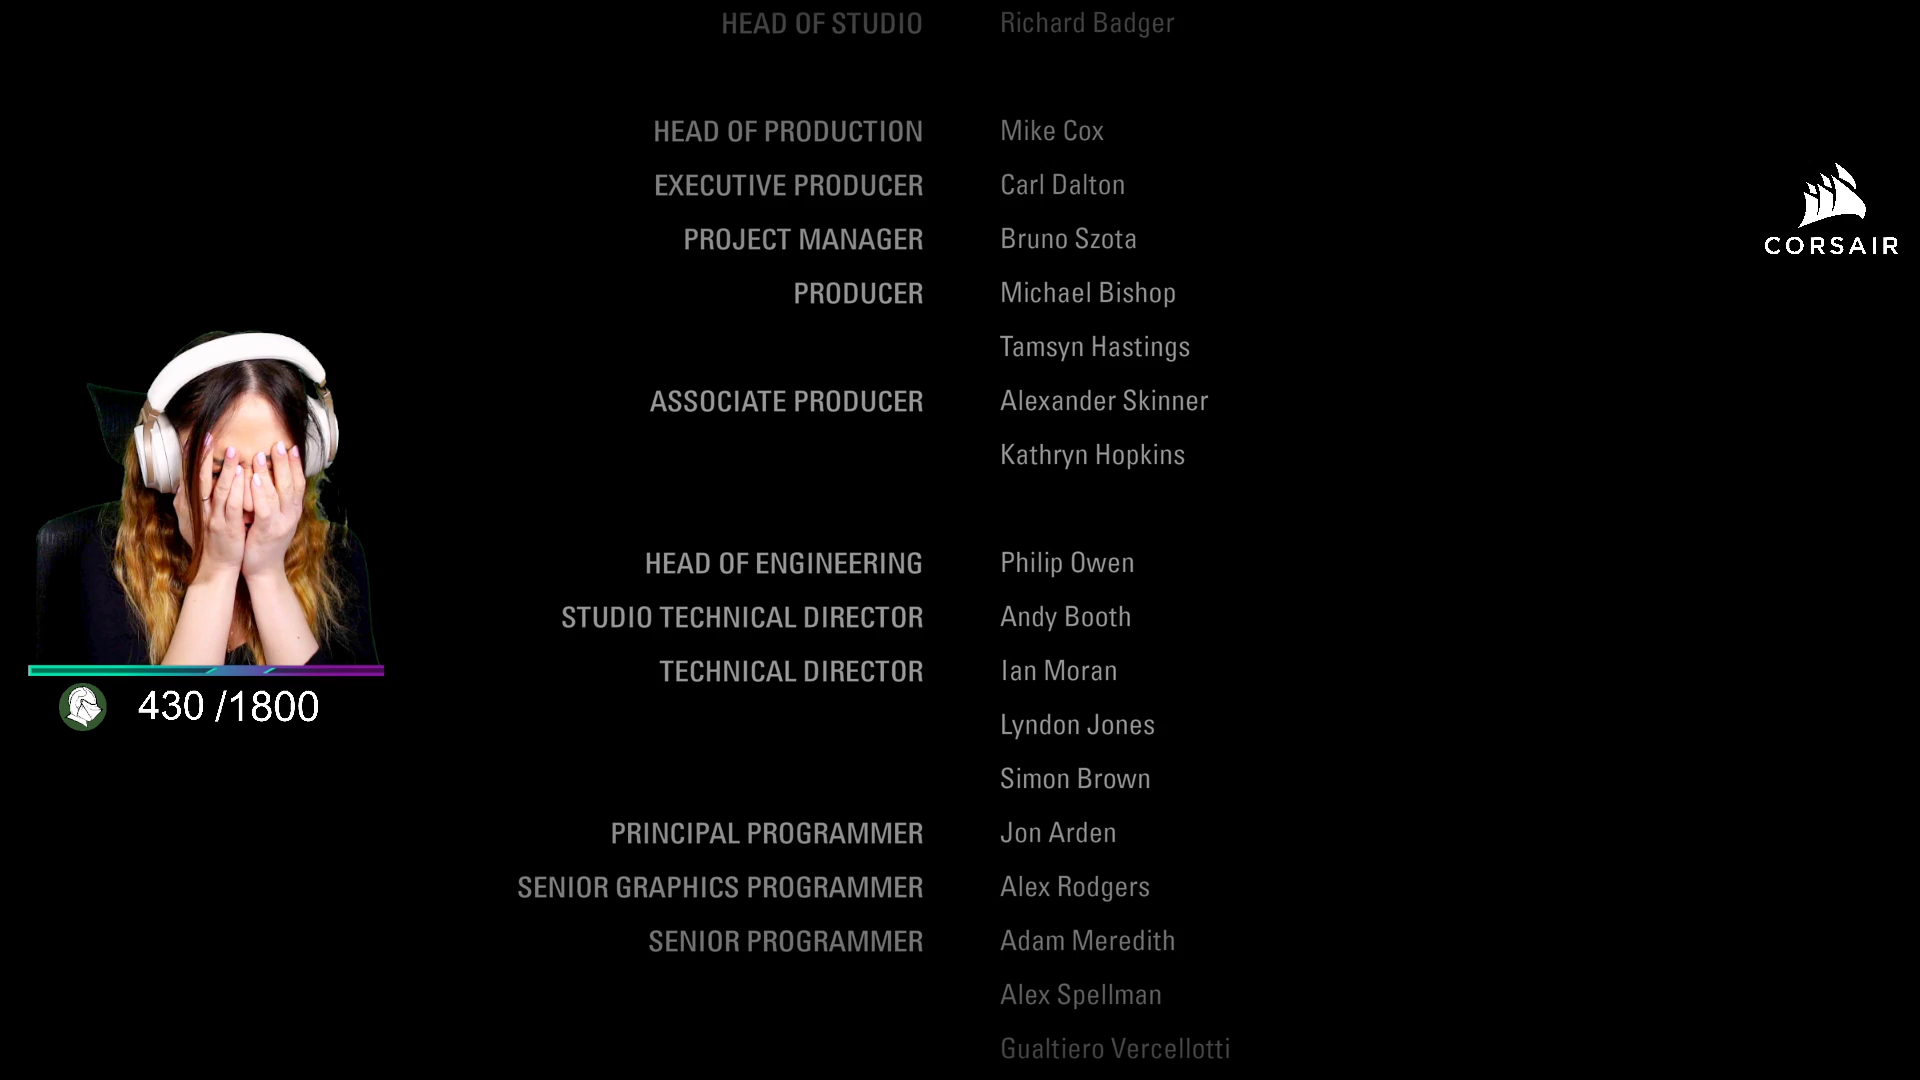 HEAD OF STUDIO Richard Badger
HEAD OF PRODUCTION Mike Cox
EXECUTIVE PRODUCER Carl Dalton
PROJECT MANAGER Bruno Szota
PRODUCER Michael Bishop
Tamsyn Hastings
ASSOCIATE PRODUCER Alexander Skinner
Kathryn Hopkins
HEAD OF ENGINEERING Philip Owen
STUDIO TECHNICAL DIRECTOR Andy Booth
TECHNICAL DIRECTOR Ian Moran
Lyndon Jones
Simon Brown
PRINCIPAL PROGRAMMER Jon Arden
SENIOR GRAPHICS PROGRAMMER Alex Rodgers
SENIOR PROGRAMMER Adam Meredith
Alex Spellman
Gualtiero Vercellotti
CORSAIR
430 /1800